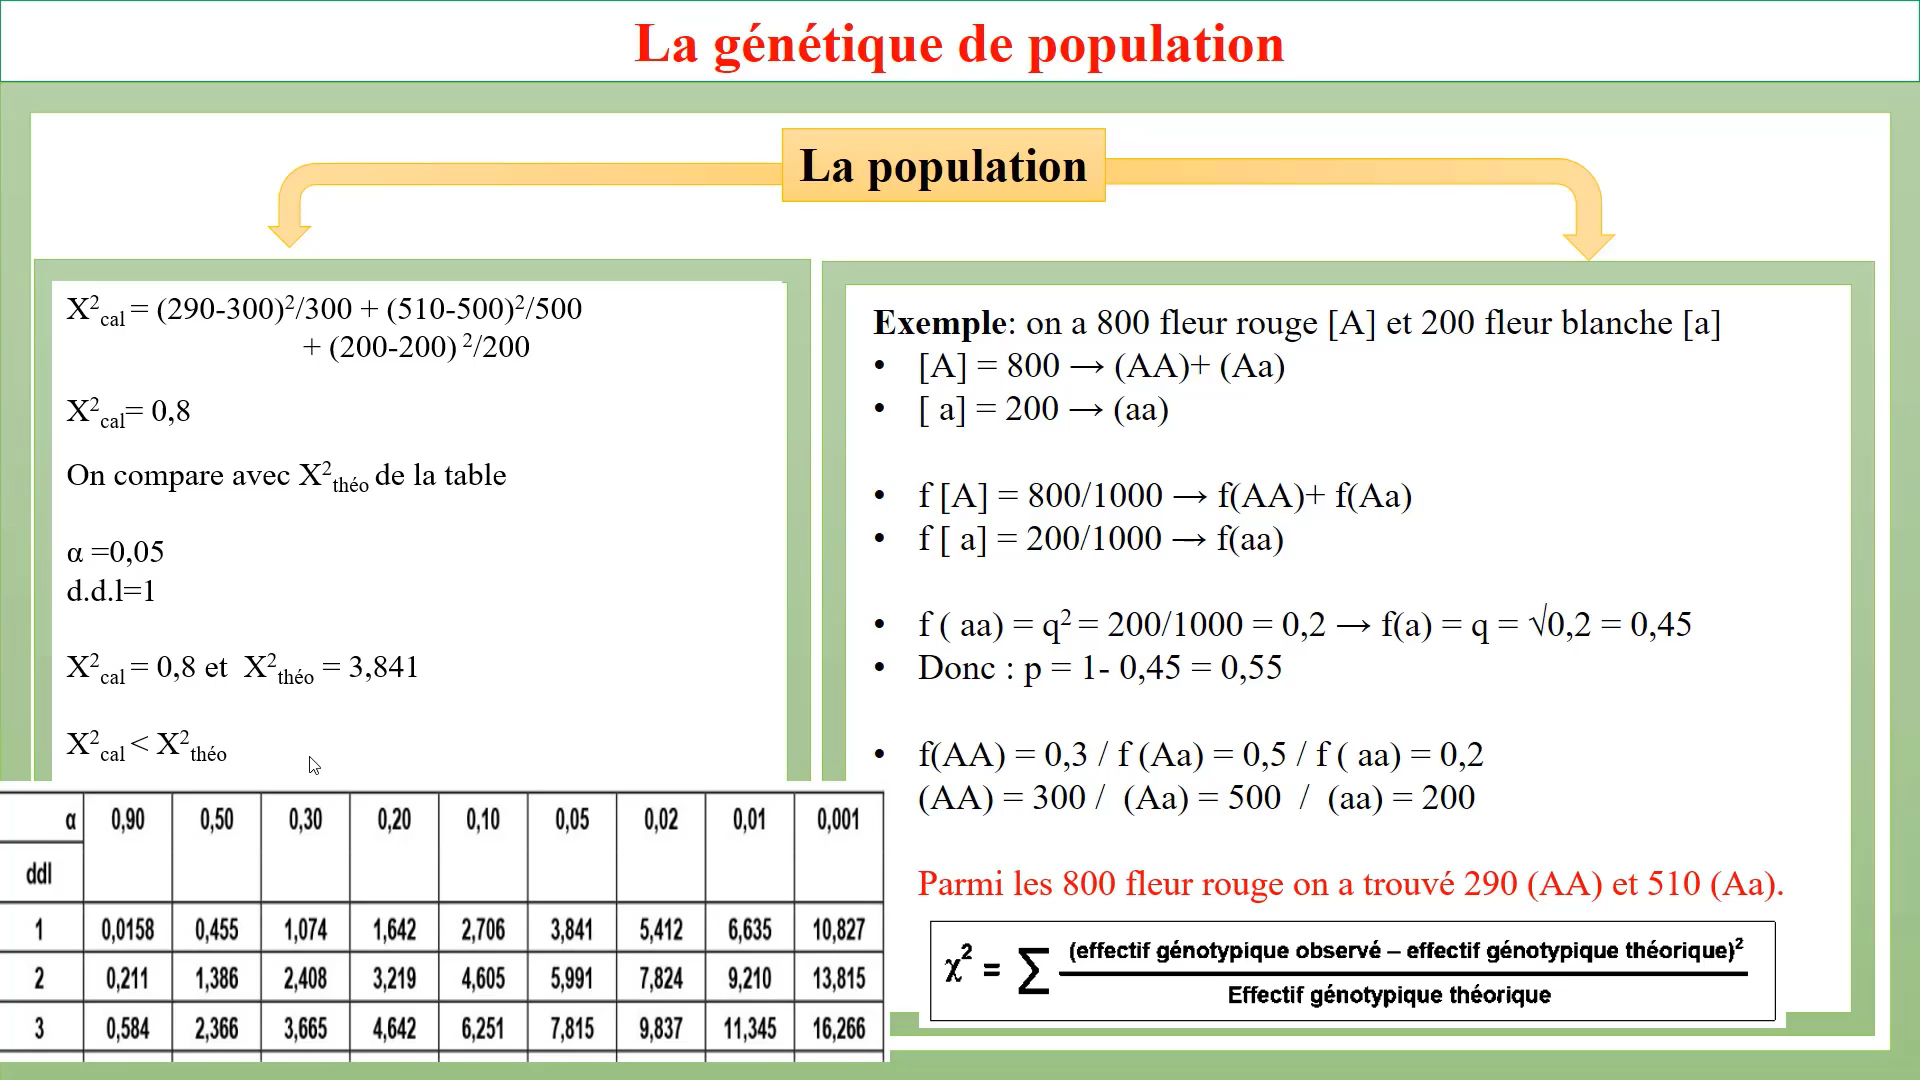 La génétique de population
La population
X²cal = (290-300)²/300 + (510-500)²/500
+ (200-200) ²/200
X²cal= 0,8
On compare avec X²théo de la table
α =0,05
d.d.l=1
X²cal = 0,8 et X²théo = 3,841
X²cal < X²théo
α 0,90 0,50 0,30 0,20 0,10 0,05 0,02 0,01 0,001
ddl
1 0,0158 0,455 1,074 1,642 2,706 3,841 5,412 6,635 10,827
2 0,211 1,386 2,408 3,219 4,605 5,991 7,824 9,210 13,815
3 0,584 2,366 3,665 4,642 6,251 7,815 9,837 11,345 16,266
Exemple: on a 800 fleur rouge [A] et 200 fleur blanche [a]
• [A] = 800 → (AA)+ (Aa)
• [ a] = 200 → (aa)
• f [A] = 800/1000 → f(AA)+ f(Aa)
• f [ a] = 200/1000 → f(aa)
• f ( aa) = q² = 200/1000 = 0,2 → f(a) = q = √0,2 = 0,45
• Donc : p = 1- 0,45 = 0,55
• f(AA) = 0,3 / f (Aa) = 0,5 / f ( aa) = 0,2
(AA) = 300 / (Aa) = 500 / (aa) = 200
Parmi les 800 fleur rouge on a trouvé 290 (AA) et 510 (Aa).
χ² = Σ (effectif génotypique observé – effectif génotypique théorique)²
Effectif génotypique théorique